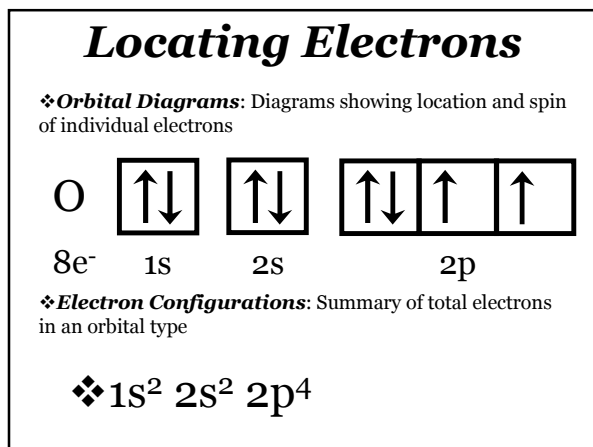 Locating Electrons
❖Orbital Diagrams: Diagrams showing location and spin
of individual electrons
O ↑↓ ↑↓ ↑↓ ↑ ↑
8e⁻ 1s 2s 2p
❖Electron Configurations: Summary of total electrons
in an orbital type
❖1s² 2s² 2p⁴